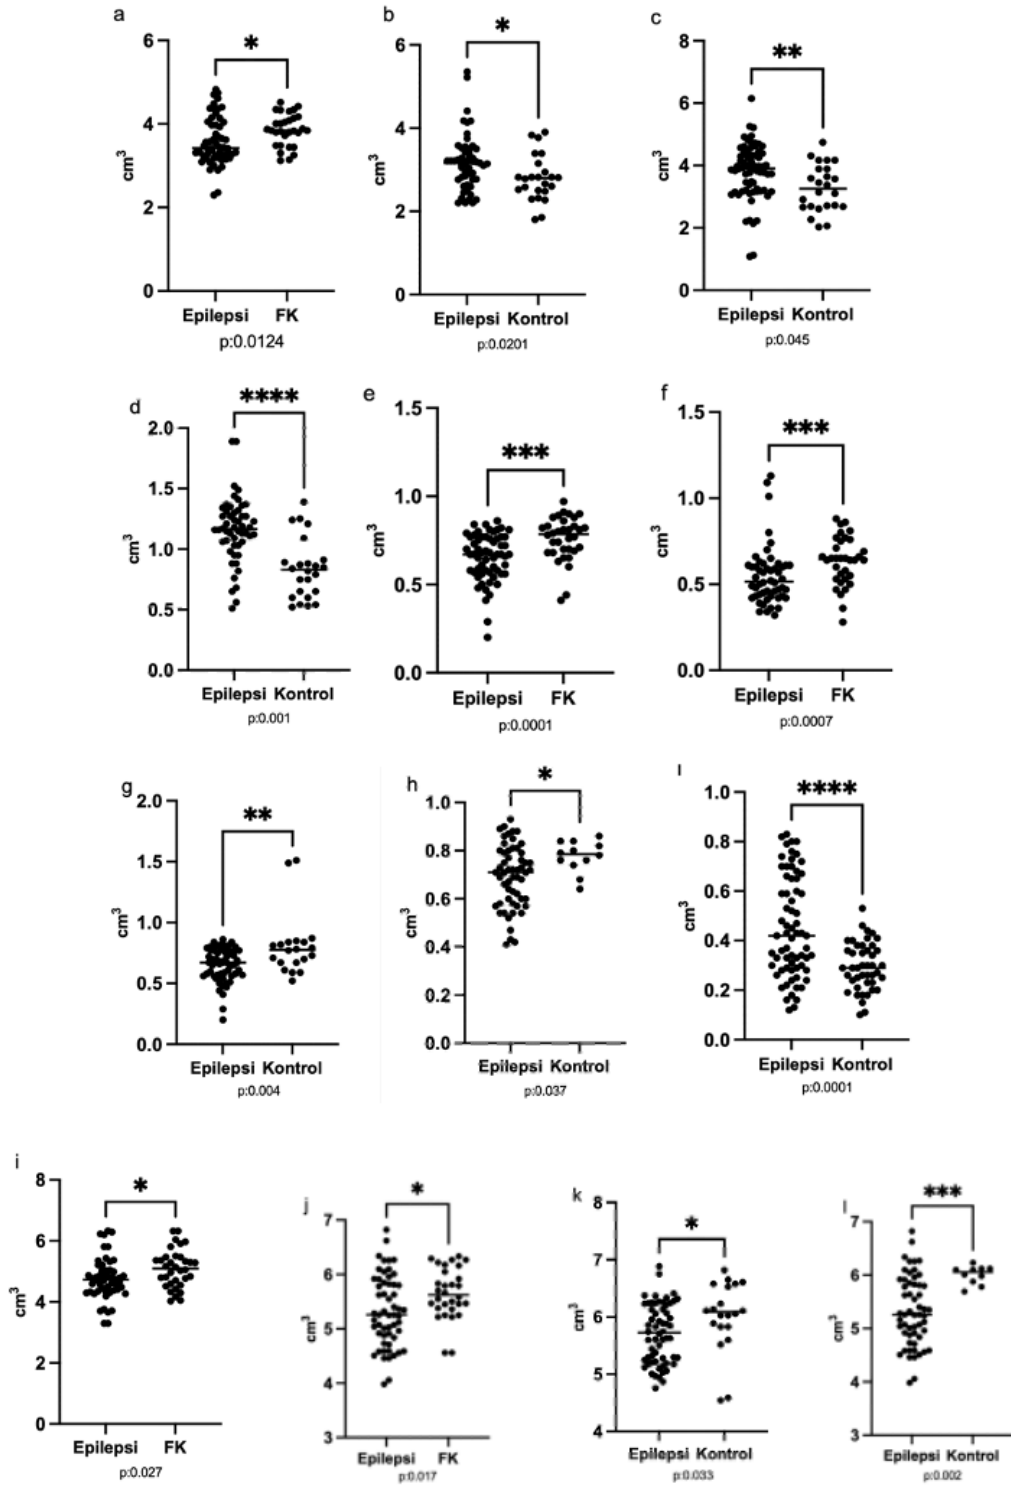 a
*
6
4
2
0
cm³
Epilepsi FK
p:0.0124
b
*
6
4
2
0
cm³
Epilepsi Kontrol
p:0.0201
c
**
8
6
4
2
0
cm³
Epilepsi Kontrol
p:0.045
d
****
2.0
1.5
1.0
0.5
0.0
cm³
Epilepsi Kontrol
p:0.001
e
***
1.5
1.0
0.5
0.0
cm³
Epilepsi FK
p:0.0001
f
***
1.5
1.0
0.5
0.0
cm³
Epilepsi FK
p:0.0007
g
**
2.0
1.5
1.0
0.5
0.0
cm³
Epilepsi Kontrol
p:0.004
h
*
1.0
0.8
0.6
0.4
0.2
0.0
cm³
Epilepsi Kontrol
p:0.037
ı
****
1.0
0.8
0.6
0.4
0.2
0.0
cm³
Epilepsi Kontrol
p:0.0001
i
*
8
6
4
2
0
cm³
Epilepsi FK
p:0.027
j
*
7
6
5
4
3
cm³
Epilepsi FK
p:0.017
k
*
8
7
6
5
4
cm³
Epilepsi Kontrol
p:0.033
l
***
7
6
5
4
3
cm³
Epilepsi Kontrol
p:0.002